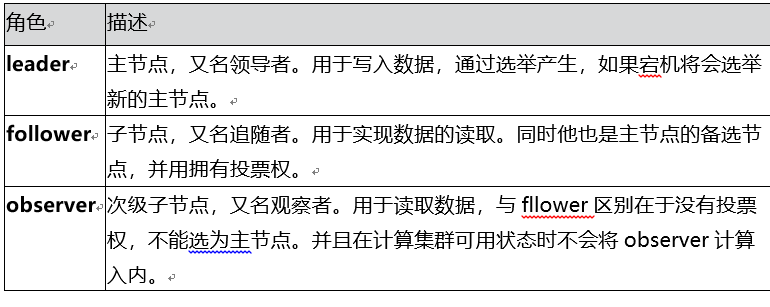 角色 描述
leader 主节点，又名领导者。用于写入数据，通过选举产生，如果宕机将会选举
新的主节点。
follower 子节点，又名追随者。用于实现数据的读取。同时他也是主节点的备选节
点，并用拥有投票权。
observer 次级子节点，又名观察者。用于读取数据，与 fllower 区别在于没有投票
权，不能选为主节点。并且在计算集群可用状态时不会将 observer 计算
入内。